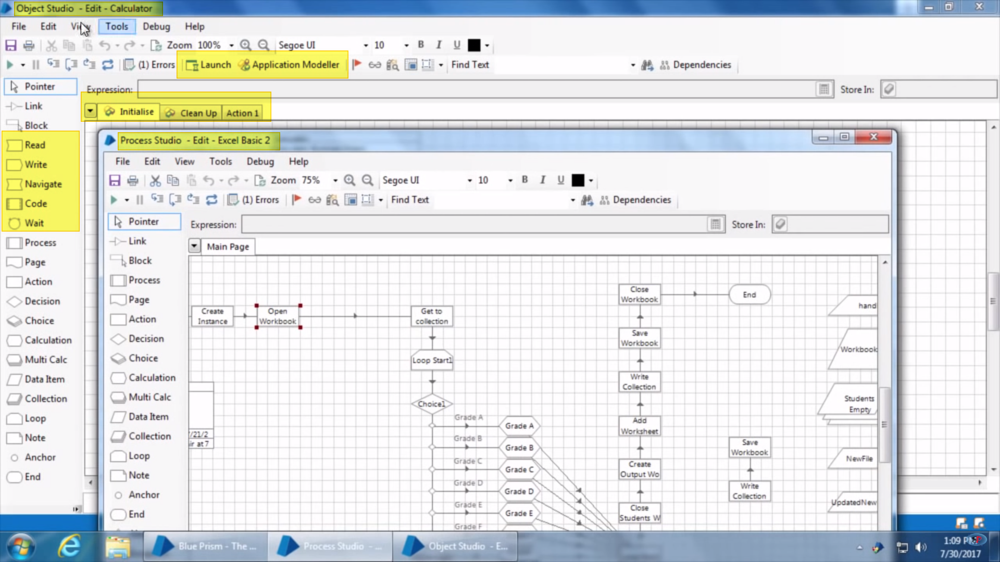 Object Studio - Edit - Calculator
File Edit View Tools Debug Help
Zoom 100% Segoe UI 10 B I U
(1) Errors Launch Application Modeller Find Text Dependencies
Pointer
Expression: Store In:
Link
Initialise Clean Up Action 1
Block
Read
Write
Navigate
Code
Wait
Process
Page
Action
Decision
Choice
Calculation
Multi Calc
Data Item
Collection
Loop
Note
Anchor
End
Process Studio - Edit - Excel Basic 2
File Edit View Tools Debug Help
Zoom 75% Segoe UI 10 B I U
(1) Errors Find Text Dependencies
Pointer
Expression: Store In:
Link
Main Page
Block
Process
Page
Action
Decision
Choice
Calculation
Multi Calc
Data Item
Collection
Loop
Note
Anchor
End
Create
Instance
Open
Workbook
Get to
collection
Loop Start1
Choice1
Grade A
Grade A
Grade B
Grade B
Grade C
Grade C
Grade D
Grade D
Grade E
Grade E
Grade F
/21/2
ir at 7
Close
Workbook
End
Save
Workbook
Write
Collection
Add
Worksheet
Create
Output Wo
Close
Students W
Save
Workbook
Write
Collection
hand
Workbook
Students
Empty
NewFile
UpdatedNew
Blue Prism - The ...
Process Studio - ...
Object Studio - E...
1:09 PM
7/30/2017